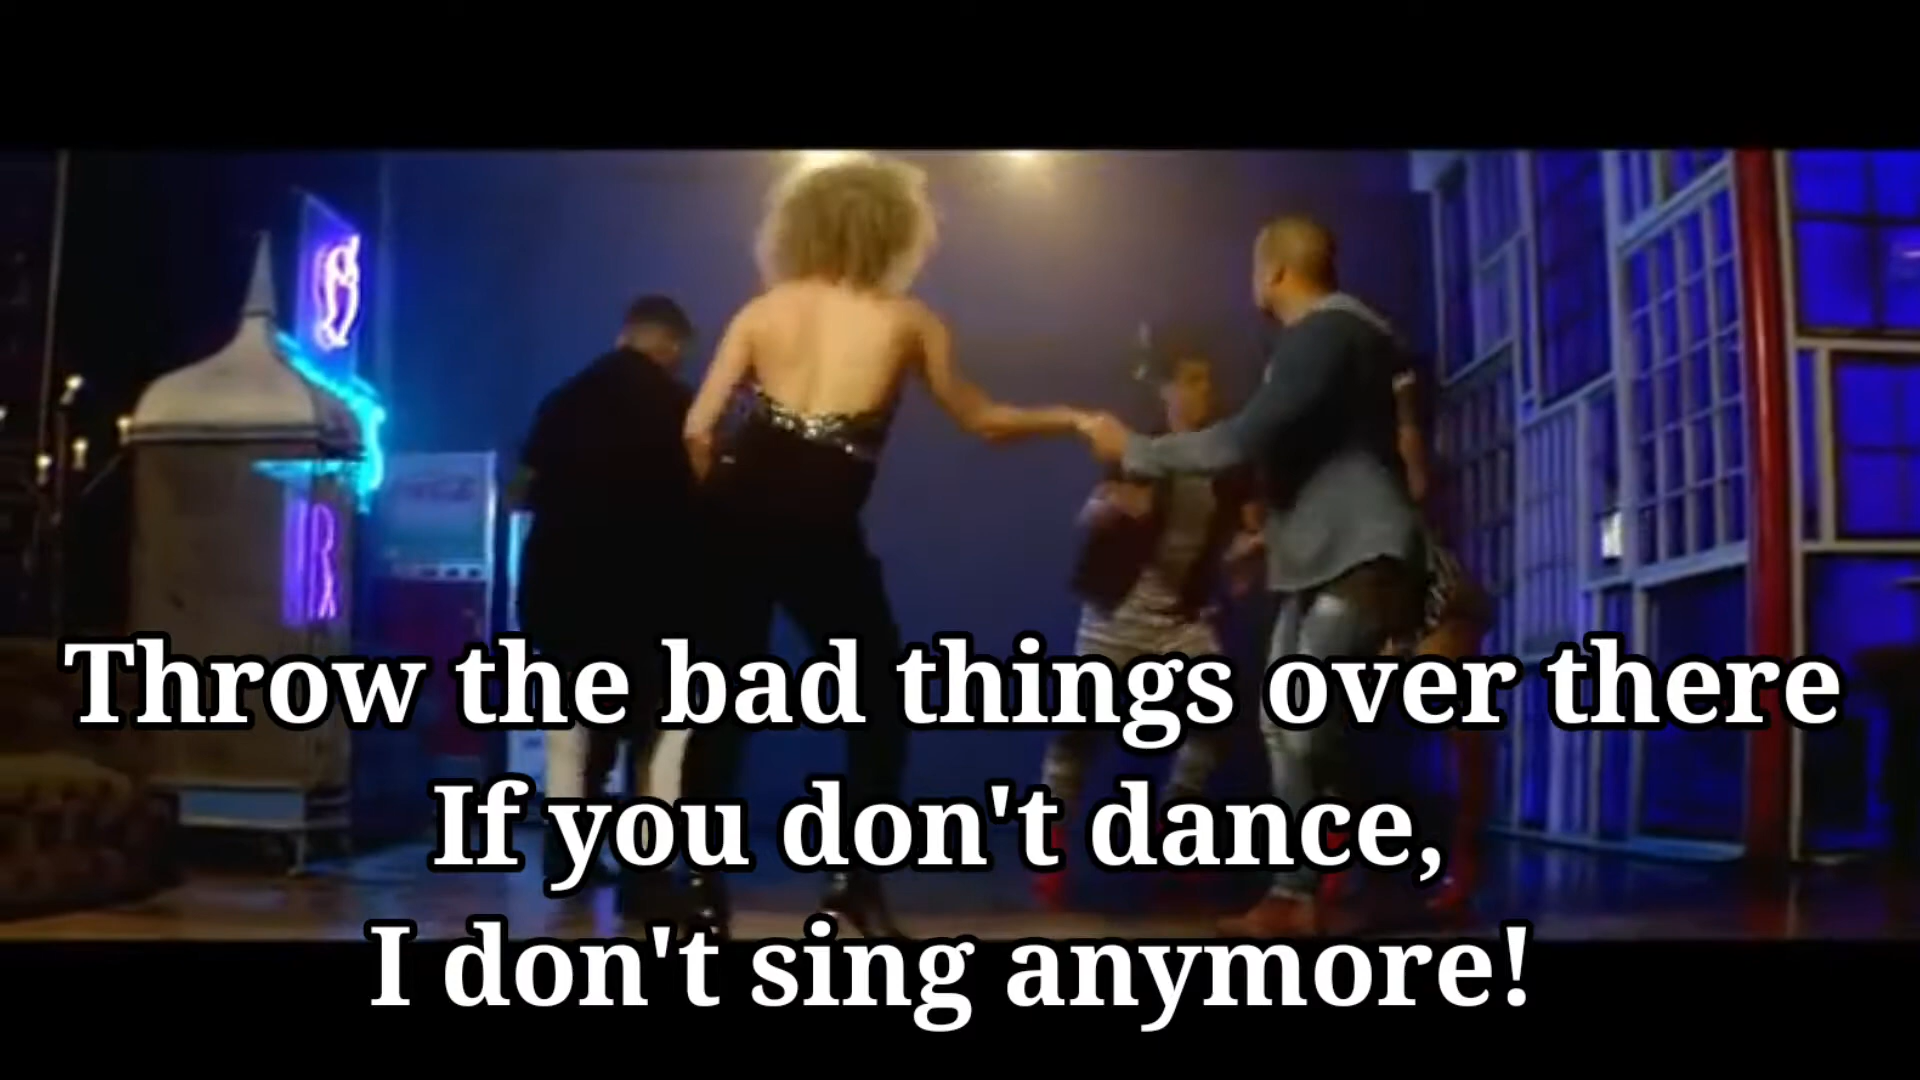 Throw the bad things over there
If you don't dance,
I don't sing anymore!